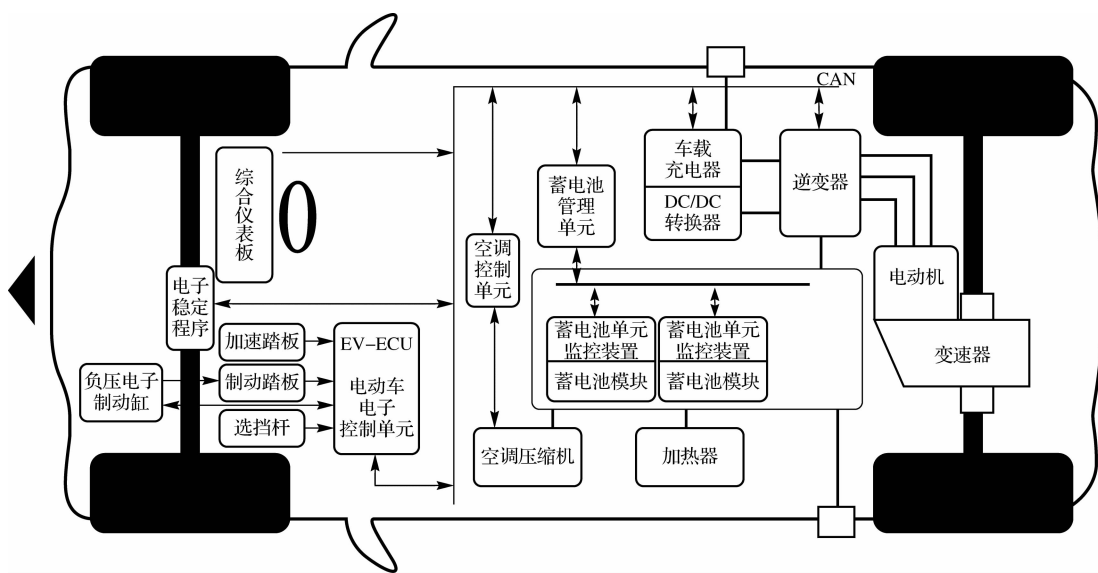 CAN
综
合
仪
表
板
车载
充电器
DC/DC
转换器
逆变器
蓄电池
管理
单元
空调
控制
单元
电子
稳定
程序
电动机
加速踏板
制动踏板
选挡杆
负压电子
制动缸
EV-ECU
电动车
电子
控制单元
蓄电池单元
监控装置
蓄电池模块
蓄电池单元
监控装置
蓄电池模块
变速器
空调压缩机
加热器